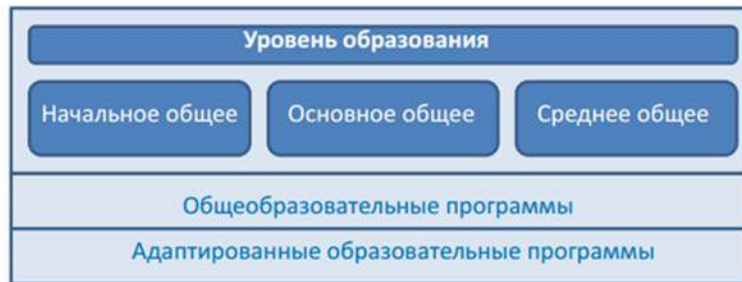 Уровень образования
Начальное общее
Основное общее
Среднее общее
Общеобразовательные программы
Адаптированные образовательные программы